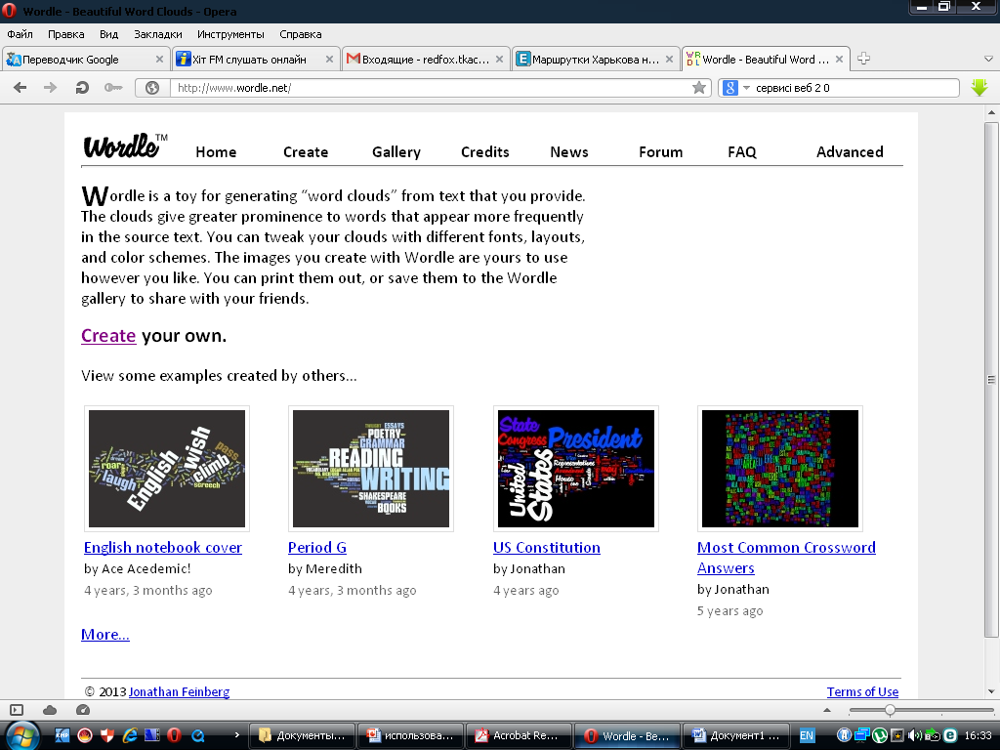 Wordle - Beautiful Word Clouds - Opera
Файл Правка Вид Закладки Инструменты Справка
Переводчик Google
Хіт FM слушать онлайн
Входящие - redfox.tkac...
Маршрутки Харькова н...
Wordle - Beautiful Word ...
http://www.wordle.net/
сервисі веб 2 0
Wordle™ Home Create Gallery Credits News Forum FAQ Advanced
Wordle is a toy for generating “word clouds” from text that you provide.
The clouds give greater prominence to words that appear more frequently
in the source text. You can tweak your clouds with different fonts, layouts,
and color schemes. The images you create with Wordle are yours to use
however you like. You can print them out, or save them to the Wordle
gallery to share with your friends.
Create your own.
View some examples created by others...
English wish climb laugh roar pass screech
READING WRITING POETRY GRAMMAR ESSAYS SHAKESPEARE BOOKS
State Congress President United States Representatives House
English notebook cover
by Ace Acedemic!
4 years, 3 months ago
Period G
by Meredith
4 years, 3 months ago
US Constitution
by Jonathan
4 years ago
Most Common Crossword
Answers
by Jonathan
5 years ago
More...
© 2013 Jonathan Feinberg
Terms of Use
Документы...
использова...
Acrobat Re...
Wordle - Be...
Документ1 ...
EN
16:33